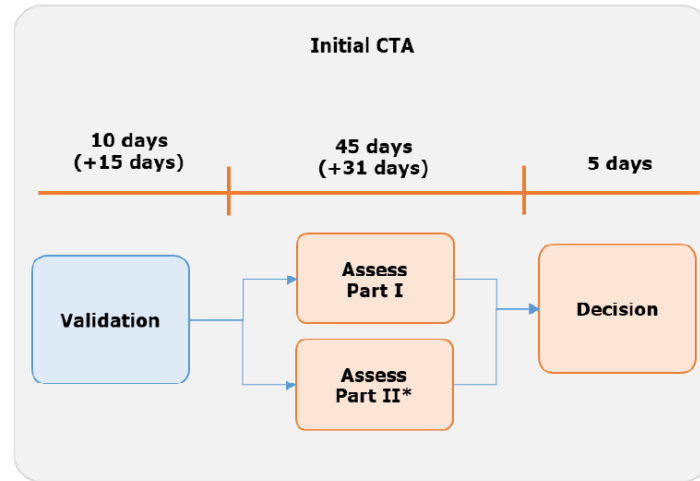 Initial CTA
10 days
(+15 days)
45 days
(+31 days)
5 days
Validation
Assess
Part I
Assess
Part II*
Decision